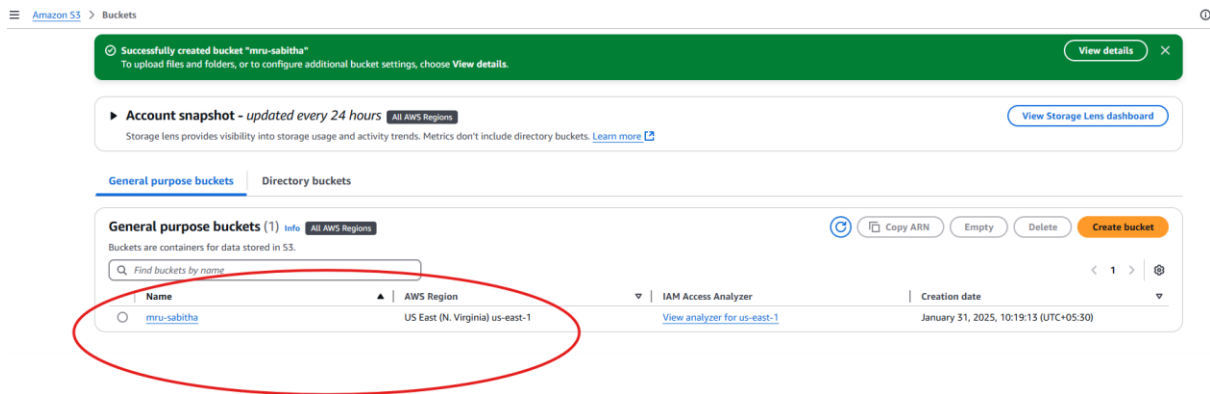 Amazon S3 > Buckets
Successfully created bucket "mru-sabitha"
View details
To upload files and folders, or to configure additional bucket settings, choose View details.
Account snapshot - updated every 24 hours All AWS Regions
View Storage Lens dashboard
Storage lens provides visibility into storage usage and activity trends. Metrics don't include directory buckets. Learn more
General purpose buckets Directory buckets
General purpose buckets (1) Info All AWS Regions
Copy ARN Empty Delete Create bucket
Buckets are containers for data stored in S3.
Find buckets by name
1
Name AWS Region IAM Access Analyzer Creation date
mru-sabitha US East (N. Virginia) us-east-1 View analyzer for us-east-1 January 31, 2025, 10:19:13 (UTC+05:30)